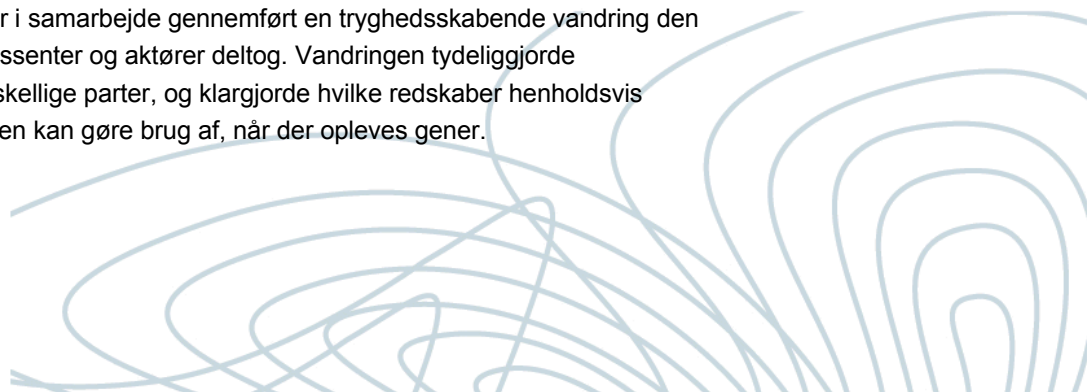 r i samarbejde gennemført en tryghedsskabende vandring den
ssenter og aktører deltog. Vandringen tydeliggjorde
skellige parter, og klargjorde hvilke redskaber henholdsvis
en kan gøre brug af, når der opleves gener.